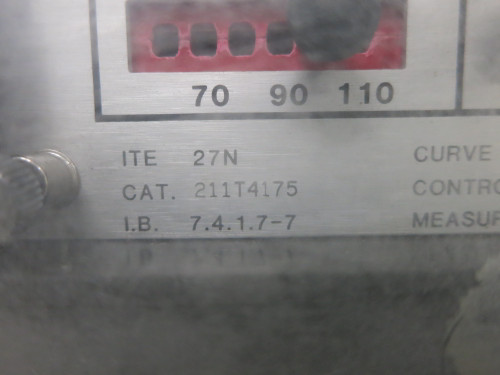 70 90 110
ITE 27N CURVE
CAT. 211T4175 CONTRO
I.B. 7.4.1.7-7 MEASUR